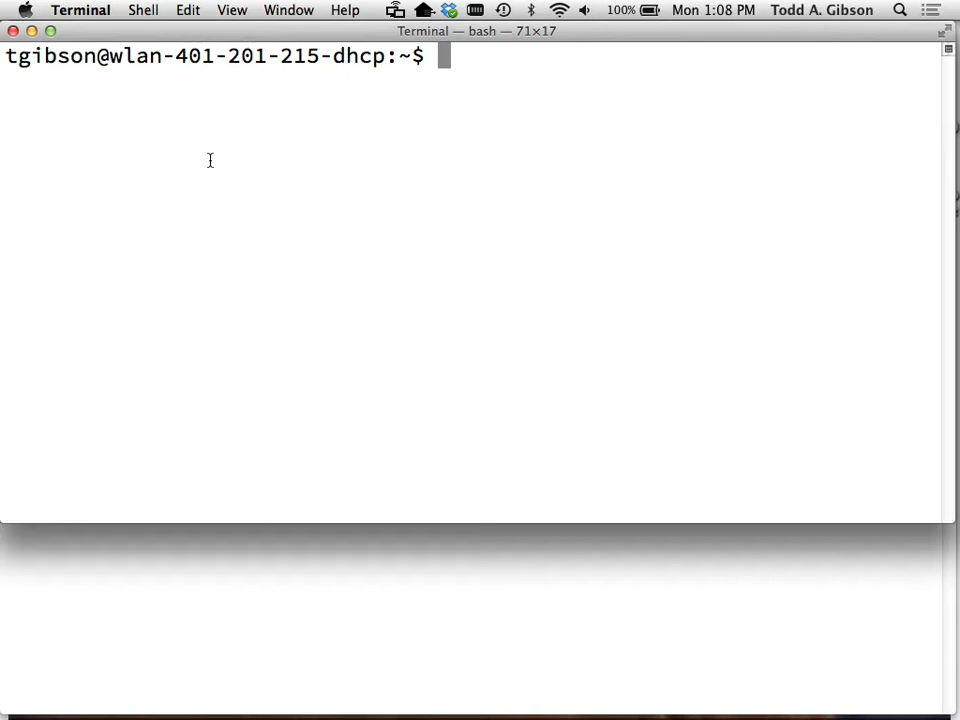 Terminal Shell Edit View Window Help 100% Mon 1:08 PM Todd A. Gibson
Terminal — bash — 71×17
tgibson@wlan-401-201-215-dhcp:~$